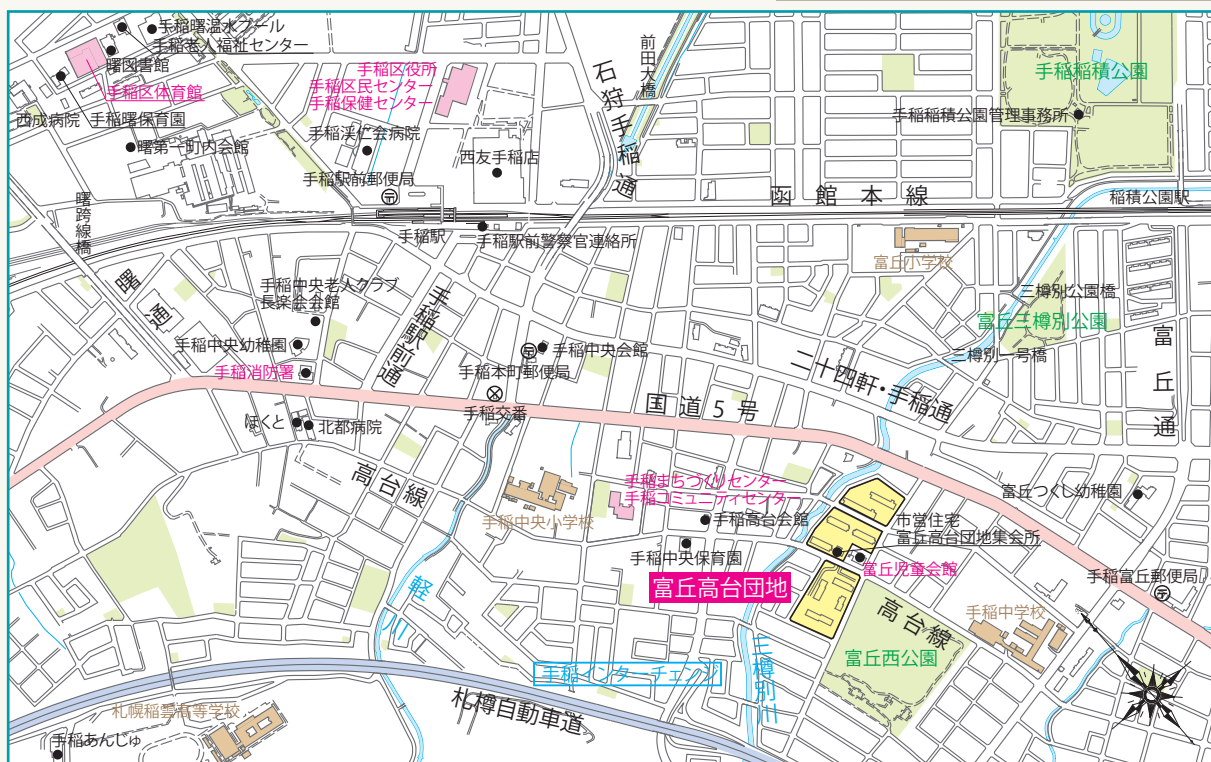 手稲曙温水プール
手稲老人福祉センター
曙図書館
手稲区体育館
西成病院
手稲曙保育園
曙第一町内会館
手稲区役所
手稲区民センター
手稲保健センター
手稲渓仁会病院
手稲駅前郵便局
西友手稲店
石狩手稲通
前田大橋
手稲稲積公園
手稲稲積公園管理事務所
函館本線
稲積公園駅
曙跨線橋
手稲駅
手稲駅前警察官連絡所
富丘小学校
曙通
手稲中央老人クラブ
長楽会会館
手稲駅前通
三樽別公園橋
富丘三樽別公園
三樽別一号橋
富丘通
手稲中央幼稚園
手稲消防署
手稲中央会館
手稲本町郵便局
二十四軒・手稲通
国道5号
手稲交番
ほくと
北都病院
高台線
手稲まちづくりセンター
手稲コミュニティセンター
手稲中央小学校
手稲高台会館
手稲中央保育園
富丘つくし幼稚園
市営住宅
富丘高台団地集会所
富丘児童会館
富丘高台団地
手稲富丘郵便局
軽川
高台線
手稲中学校
富丘西公園
三樽別川
手稲インターチェンジ
札樽自動車道
札幌稲雲高等学校
手稲あんじゅ